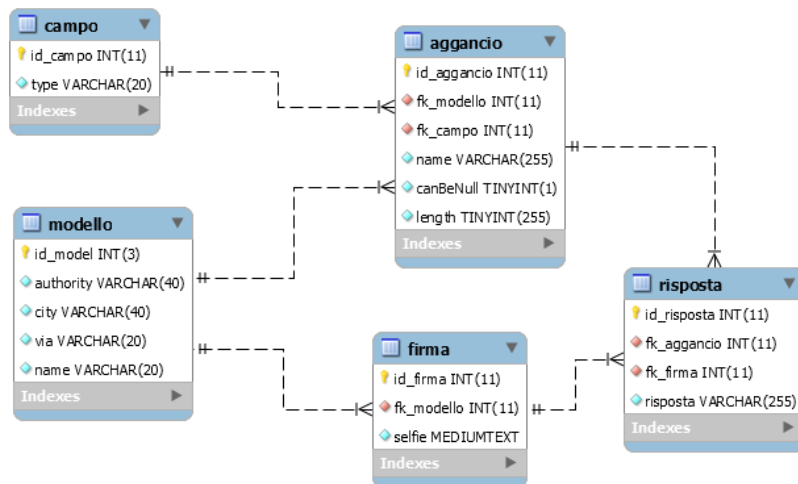 campo
id_campo INT(11)
type VARCHAR(20)
Indexes
aggancio
id_aggancio INT(11)
fk_modello INT(11)
fk_campo INT(11)
name VARCHAR(255)
canBeNull TINYINT(1)
length TINYINT(255)
Indexes
modello
id_model INT(3)
authority VARCHAR(40)
city VARCHAR(40)
via VARCHAR(20)
name VARCHAR(20)
Indexes
firma
id_firma INT(11)
fk_modello INT(11)
selfie MEDIUMTEXT
Indexes
risposta
id_risposta INT(11)
fk_aggancio INT(11)
fk_firma INT(11)
risposta VARCHAR(255)
Indexes